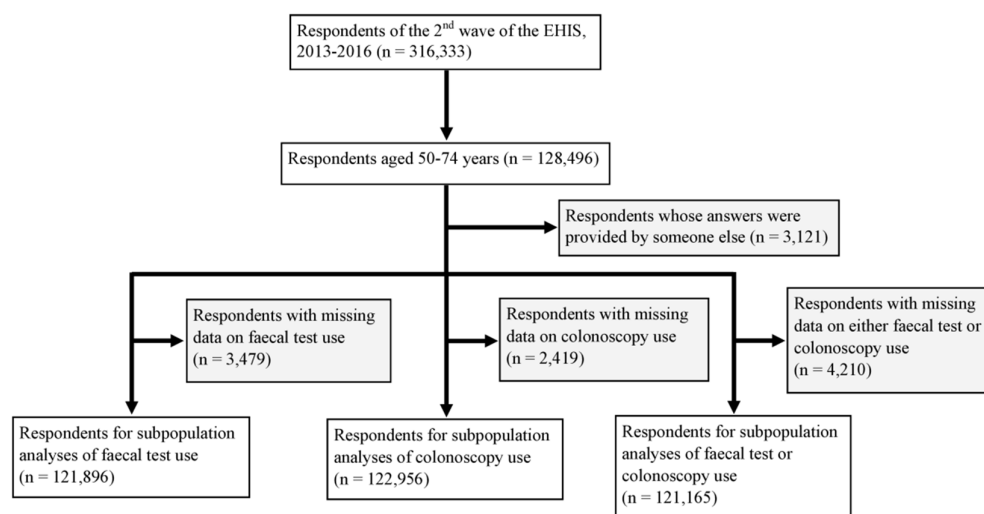 Respondents of the 2nd wave of the EHIS,
2013-2016 (n = 316,333)
Respondents aged 50-74 years (n = 128,496)
Respondents whose answers were
provided by someone else (n = 3,121)
Respondents with missing
data on faecal test use
(n = 3,479)
Respondents with missing
data on colonoscopy use
(n = 2,419)
Respondents with missing
data on either faecal test or
colonoscopy use
(n = 4,210)
Respondents for subpopulation
analyses of faecal test use
(n = 121,896)
Respondents for subpopulation
analyses of colonoscopy use
(n = 122,956)
Respondents for subpopulation
analyses of faecal test or
colonoscopy use
(n = 121,165)